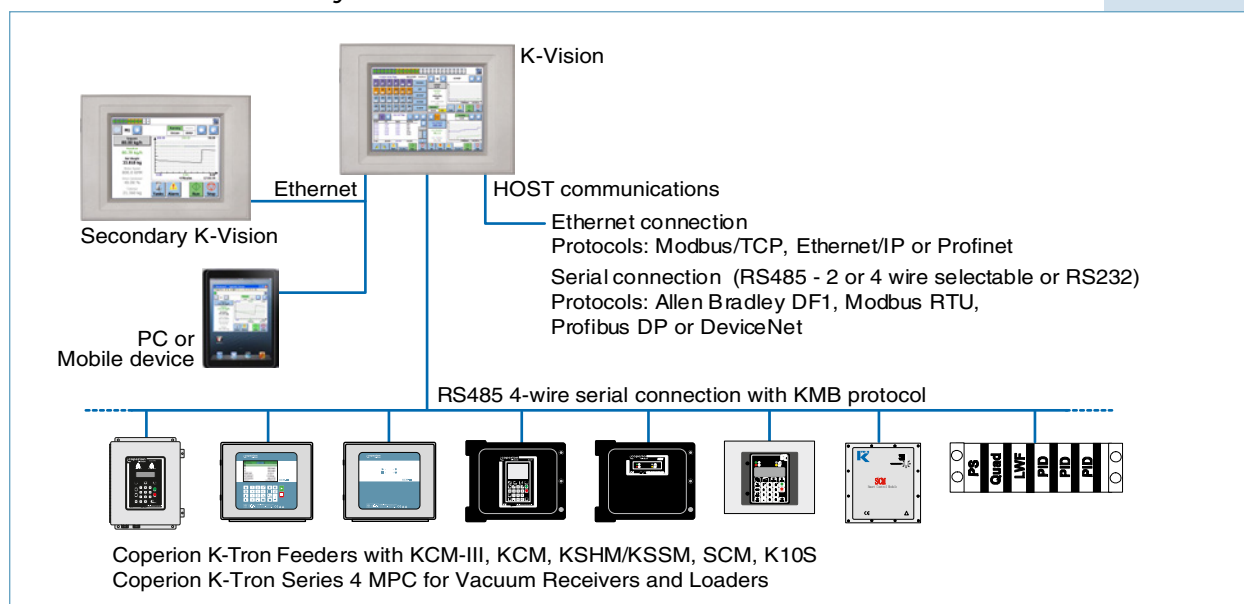 K-Vision
Ethernet
HOST communications
Secondary K-Vision
Ethernet connection
Protocols: Modbus/TCP, Ethernet/IP or Profinet
Serial connection (RS485 - 2 or 4 wire selectable or RS232)
Protocols: Allen Bradley DF1, Modbus RTU,
Profibus DP or DeviceNet
PC or
Mobile device
RS485 4-wire serial connection with KMB protocol
SCM
PS
Quad
LWF
PID
PID
PID
Coperion K-Tron Feeders with KCM-III, KCM, KSHM/KSSM, SCM, K10S
Coperion K-Tron Series 4 MPC for Vacuum Receivers and Loaders